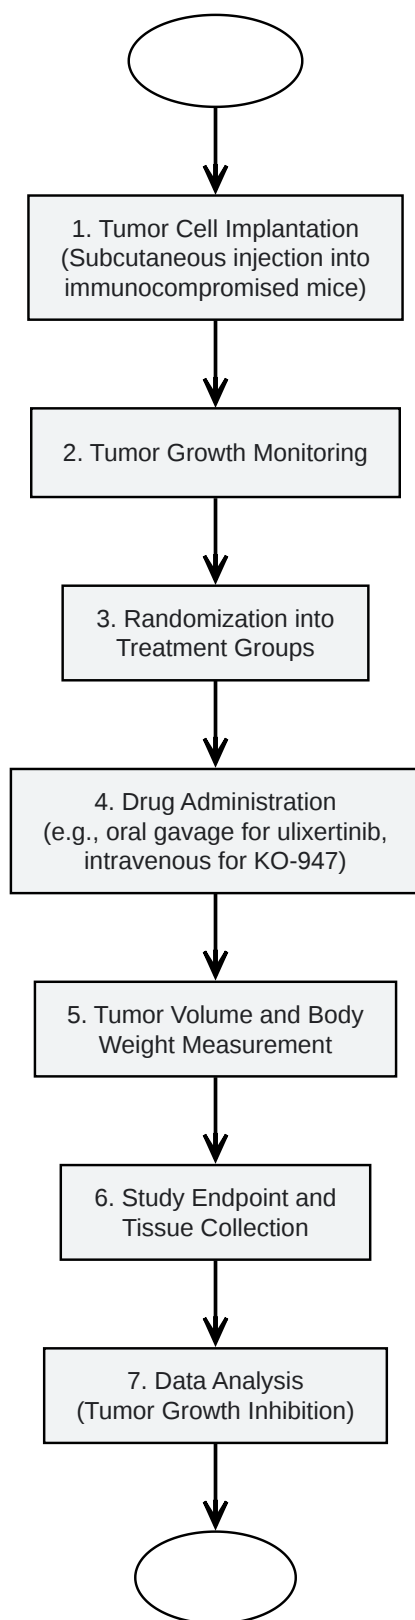 1. Tumor Cell Implantation
(Subcutaneous injection into
immunocompromised mice)
2. Tumor Growth Monitoring
3. Randomization into
Treatment Groups
4. Drug Administration
(e.g., oral gavage for ulixertinib,
intravenous for KO-947)
5. Tumor Volume and Body
Weight Measurement
6. Study Endpoint and
Tissue Collection
7. Data Analysis
(Tumor Growth Inhibition)